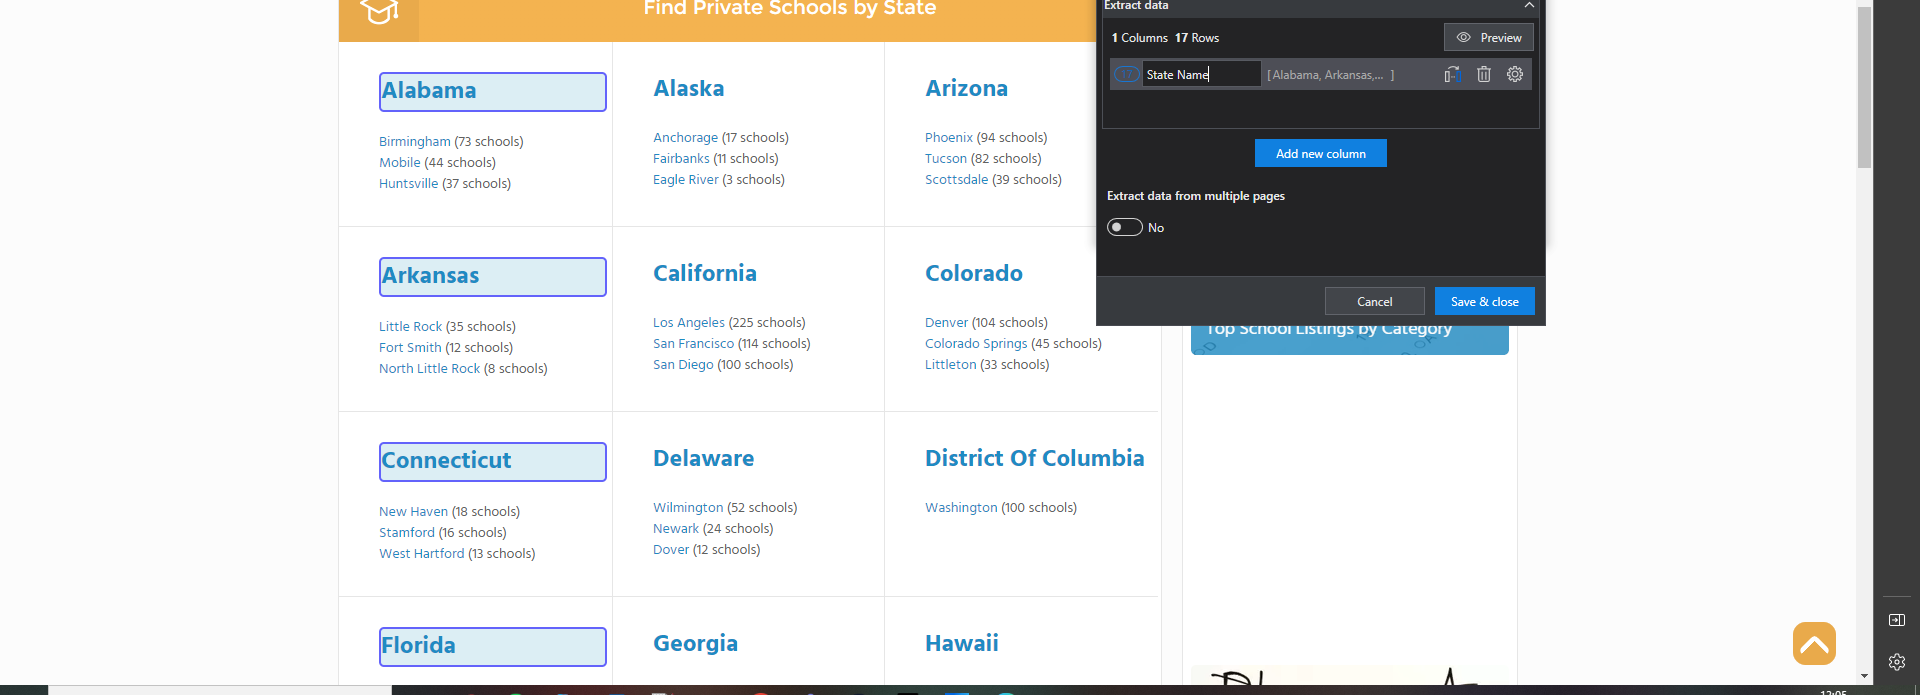 Find Private Schools by State
Alabama
Birmingham (73 schools)
Mobile (44 schools)
Huntsville (37 schools)
Alaska
Anchorage (17 schools)
Fairbanks (11 schools)
Eagle River (3 schools)
Arizona
Phoenix (94 schools)
Tucson (82 schools)
Scottsdale (39 schools)
Arkansas
Little Rock (35 schools)
Fort Smith (12 schools)
North Little Rock (8 schools)
California
Los Angeles (225 schools)
San Francisco (114 schools)
San Diego (100 schools)
Colorado
Denver (104 schools)
Colorado Springs (45 schools)
Littleton (33 schools)
Connecticut
New Haven (18 schools)
Stamford (16 schools)
West Hartford (13 schools)
Delaware
Wilmington (52 schools)
Newark (24 schools)
Dover (12 schools)
District Of Columbia
Washington (100 schools)
Florida
Georgia
Hawaii
Extract data
1 Columns 17 Rows
Preview
17 State Name [Alabama, Arkansas,... ]
Add new column
Extract data from multiple pages
No
Cancel
Save & close
Top School Listings by Category